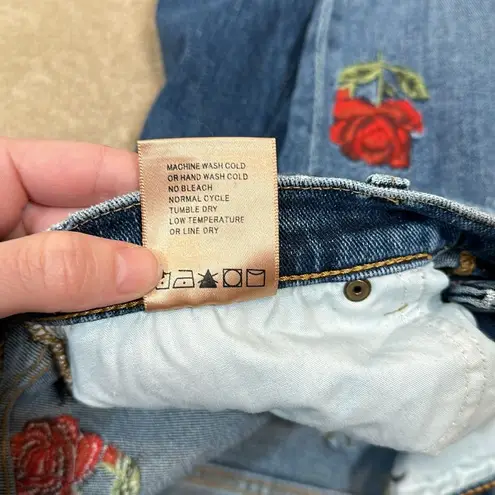 MACHINE WASH COLD
OR HAND WASH COLD
NO BLEACH
NORMAL CYCLE
TUMBLE DRY
LOW TEMPERATURE
OR LINE DRY